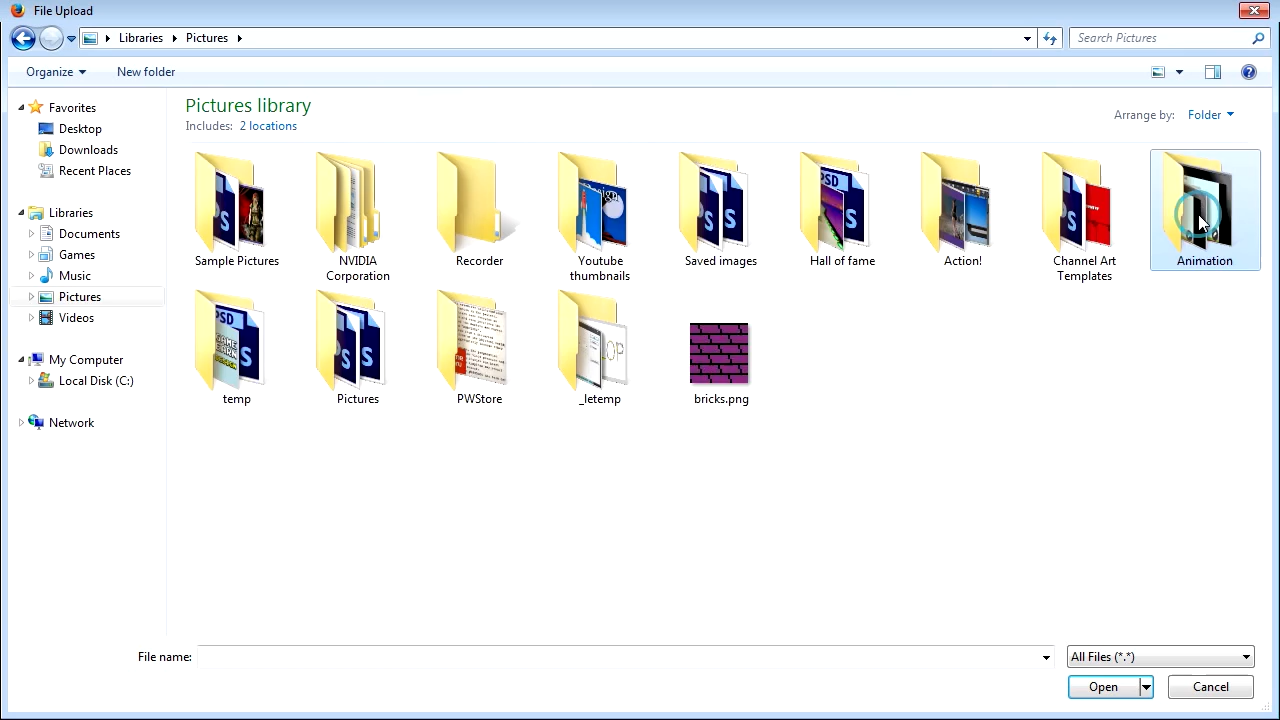 File Upload
Libraries Pictures
Search Pictures
Organize New folder
Favorites
Desktop
Downloads
Recent Places
Libraries
Documents
Games
Music
Pictures
Videos
My Computer
Local Disk (C:)
Network
Pictures library
Includes: 2 locations
Arrange by: Folder
Sample Pictures
NVIDIA
Corporation
Recorder
Youtube
thumbnails
Saved images
Hall of fame
Action!
Channel Art
Templates
Animation
temp
Pictures
PWStore
_letemp
bricks.png
File name:
All Files (*.*)
Open
Cancel